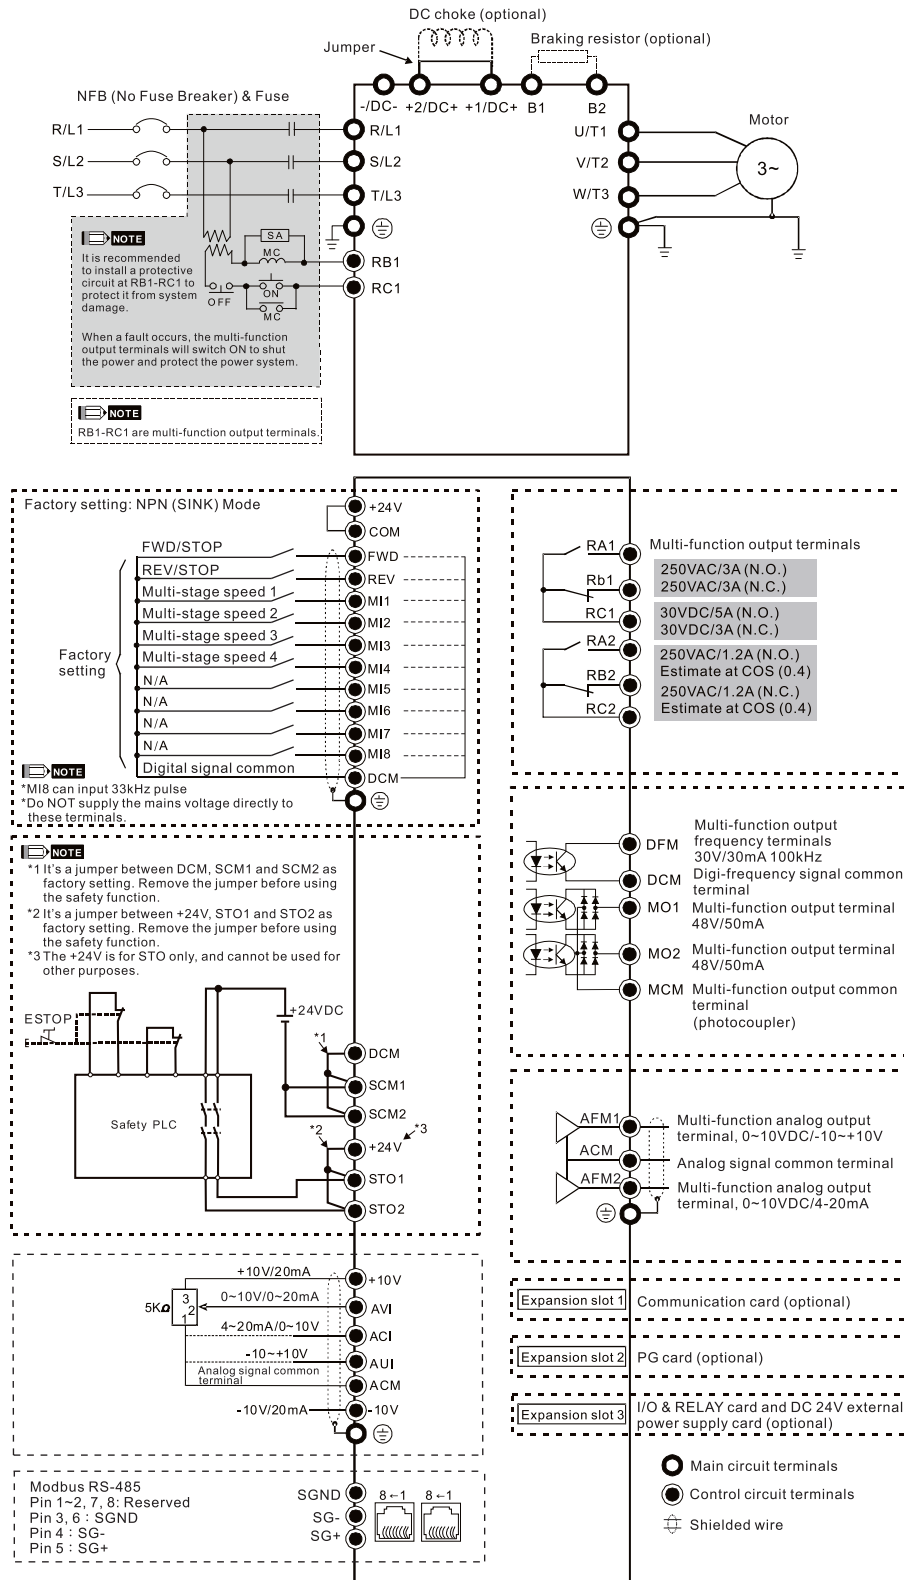 DC choke (optional)
Jumper
Braking resistor (optional)
-/DC- +2/DC+ +1/DC+ B1 B2
NFB (No Fuse Breaker) & Fuse
R/L1
S/L2
T/L3
R/L1
S/L2
T/L3
RB1
RC1
U/T1
V/T2
W/T3
Motor
3~
SA
MC
ON
OFF
MC
NOTE
It is recommended
to install a protective
circuit at RB1-RC1 to
protect it from system
damage.
When a fault occurs, the multi-function
output terminals will switch ON to shut
the power and protect the power system.
NOTE
RB1-RC1 are multi-function output terminals.
Factory setting: NPN (SINK) Mode
+24V
COM
FWD/STOP
FWD
REV/STOP
REV
Multi-stage speed 1
MI1
Multi-stage speed 2
MI2
Multi-stage speed 3
MI3
Multi-stage speed 4
MI4
N/A
MI5
N/A
MI6
N/A
MI7
N/A
MI8
Digital signal common
DCM
Factory
setting
NOTE
*MI8 can input 33kHz pulse
*Do NOT supply the mains voltage directly to
these terminals.
NOTE
*1 It's a jumper between DCM, SCM1 and SCM2 as
factory setting. Remove the jumper before using
the safety function.
*2 It's a jumper between +24V, STO1 and STO2 as
factory setting. Remove the jumper before using
the safety function.
*3 The +24V is for STO only, and cannot be used for
other purposes.
ESTOP
+24VDC
Safety PLC
*1
DCM
SCM1
SCM2
*2
*3
+24V
STO1
STO2
+10V/20mA
+10V
5KΩ
3
2
1
0~10V/0~20mA
AVI
4~20mA/0~10V
ACI
-10~+10V
AUI
Analog signal common
terminal
ACM
-10V/20mA
-10V
Modbus RS-485
Pin 1~2, 7, 8: Reserved
Pin 3, 6 : SGND
Pin 4 : SG-
Pin 5 : SG+
SGND
SG-
SG+
8←1 8←1
RA1
Rb1
RC1
RA2
RB2
RC2
Multi-function output terminals
250VAC/3A (N.O.)
250VAC/3A (N.C.)
30VDC/5A (N.O.)
30VDC/3A (N.C.)
250VAC/1.2A (N.O.)
Estimate at COS (0.4)
250VAC/1.2A (N.C.)
Estimate at COS (0.4)
DFM
Multi-function output
frequency terminals
30V/30mA 100kHz
DCM
Digi-frequency signal common
terminal
MO1
Multi-function output terminal
48V/50mA
MO2
Multi-function output terminal
48V/50mA
MCM
Multi-function output common
terminal
(photocoupler)
AFM1
Multi-function analog output
terminal, 0~10VDC/-10~+10V
ACM
Analog signal common terminal
AFM2
Multi-function analog output
terminal, 0~10VDC/4-20mA
Expansion slot 1
Communication card (optional)
Expansion slot 2
PG card (optional)
Expansion slot 3
I/O & RELAY card and DC 24V external
power supply card (optional)
Main circuit terminals
Control circuit terminals
Shielded wire